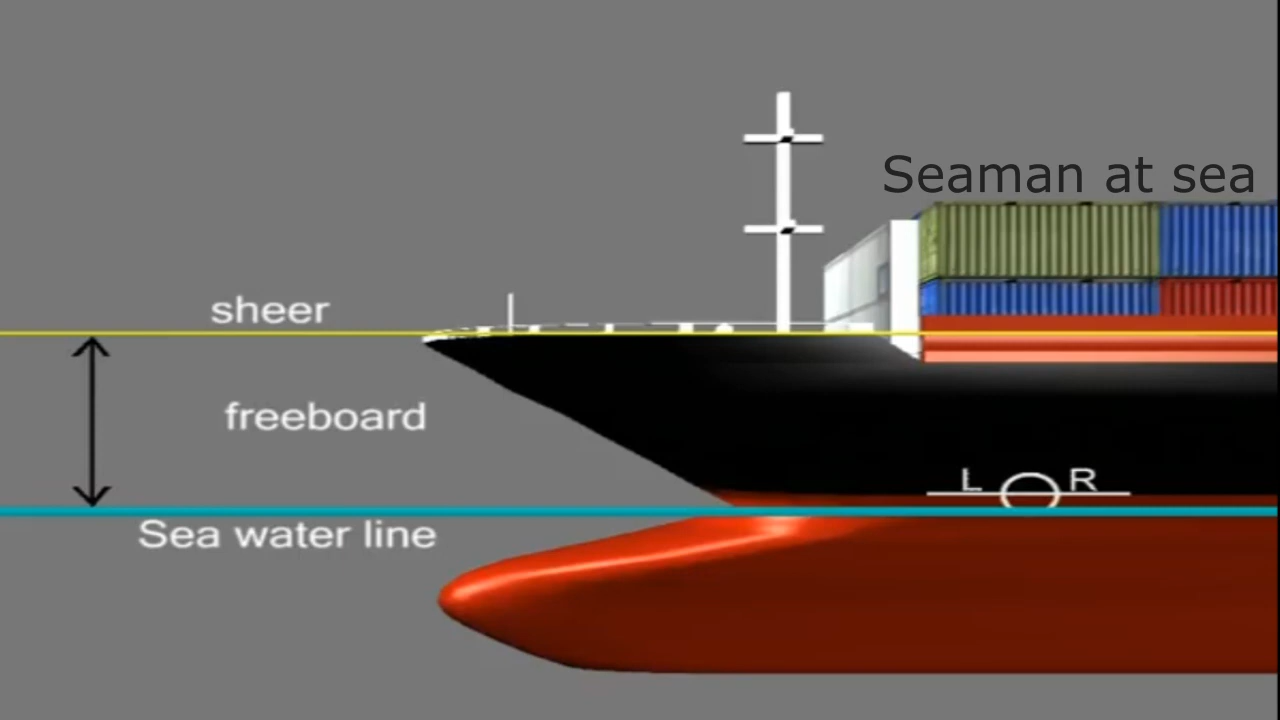 Seaman at sea
sheer
freeboard
L R
Sea water line